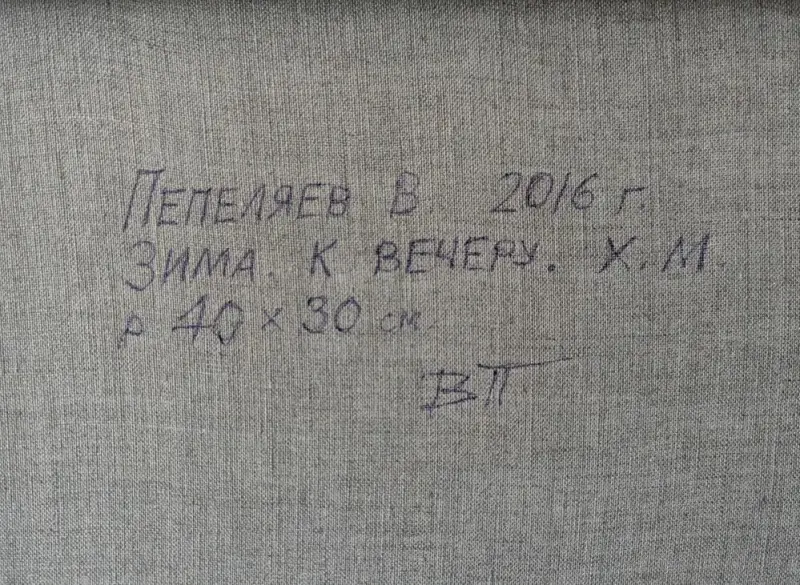 ПЕПЕЛЯЕВ В. 2016 г.
ЗИМА. К ВЕЧЕРУ. Х.М.
р 40 х 30 см
ВП